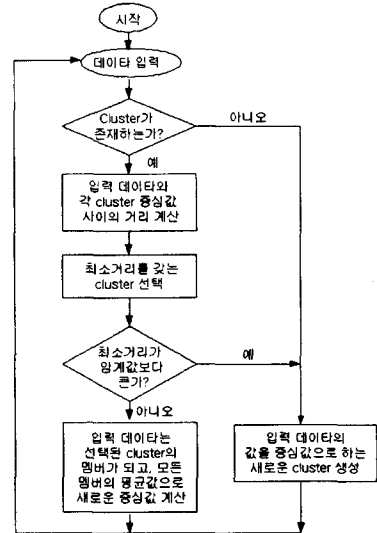 시작
데이타 입력
Cluster가
존재하는가?
아니오
예
입력 데이타와
각 cluster 중심값
사이의 거리 계산
최소거리를 갖는
cluster 선택
최소거리가
임계값보다
큰가?
예
아니오
입력 데이타는
선택된 cluster의
멤버가 되고, 모든
멤버의 평균값으로
새로운 중심값 계산
입력 데이타의
값을 중심값으로 하는
새로운 cluster 생성